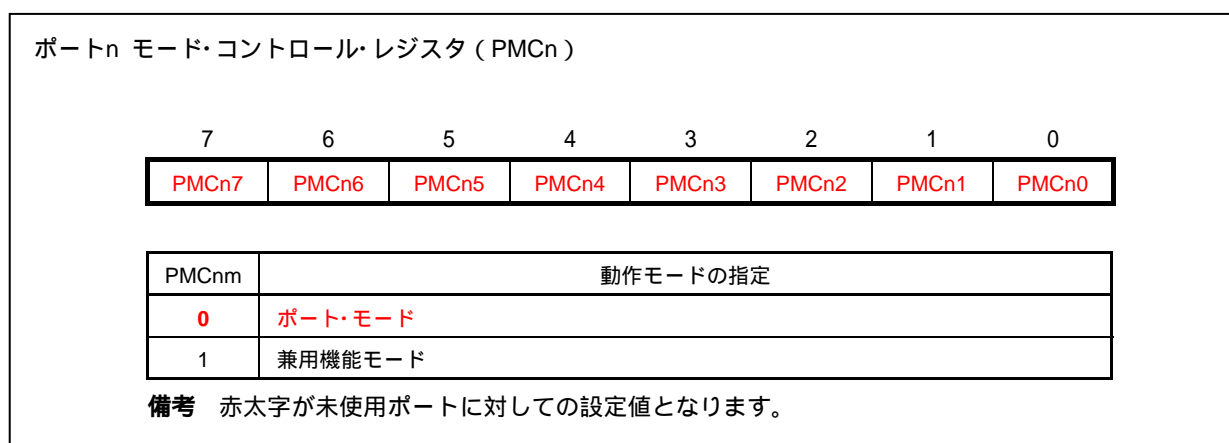 ポートn モード・コントロール・レジスタ（PMCn）
7 6 5 4 3 2 1 0
PMCn7 PMCn6 PMCn5 PMCn4 PMCn3 PMCn2 PMCn1 PMCn0
PMCnm 動作モードの指定
0 ポート・モード
1 兼用機能モード
備考 赤太字が未使用ポートに対しての設定値となります。